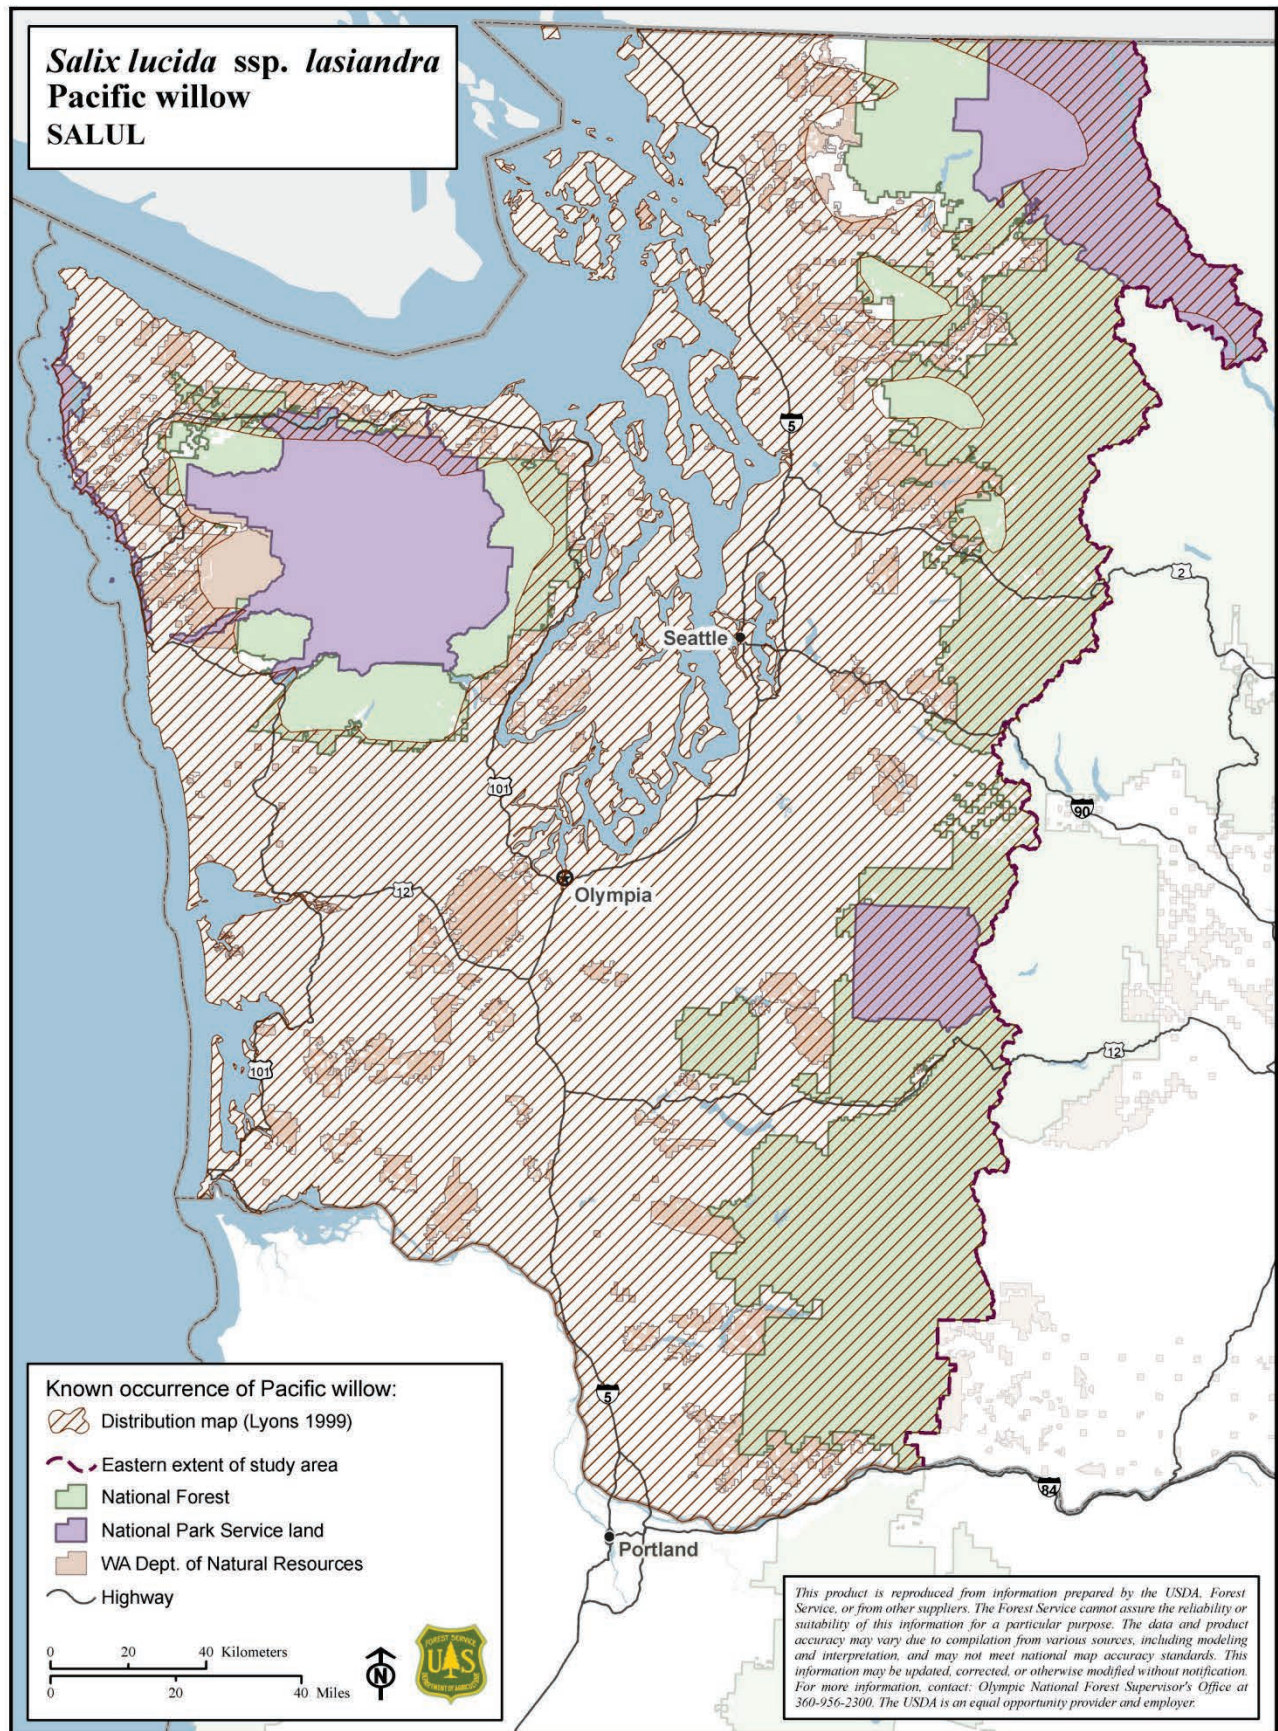 Salix lucida ssp. lasiandra
Pacific willow
SALUL
5
2
Seattle
101
90
12
Olympia
101
12
Known occurrence of Pacific willow:
Distribution map (Lyons 1999)
Eastern extent of study area
National Forest
National Park Service land
WA Dept. of Natural Resources
Highway
0 20 40 Kilometers
0 20 40 Miles
N
FOREST SERVICE
U S
DEPARTMENT OF AGRICULTURE
5
84
Portland
This product is reproduced from information prepared by the USDA, Forest
Service, or from other suppliers. The Forest Service cannot assure the reliability or
suitability of this information for a particular purpose. The data and product
accuracy may vary due to compilation from various sources, including modeling
and interpretation, and may not meet national map accuracy standards. This
information may be updated, corrected, or otherwise modified without notification.
For more information, contact: Olympic National Forest Supervisor's Office at
360-956-2300. The USDA is an equal opportunity provider and employer.